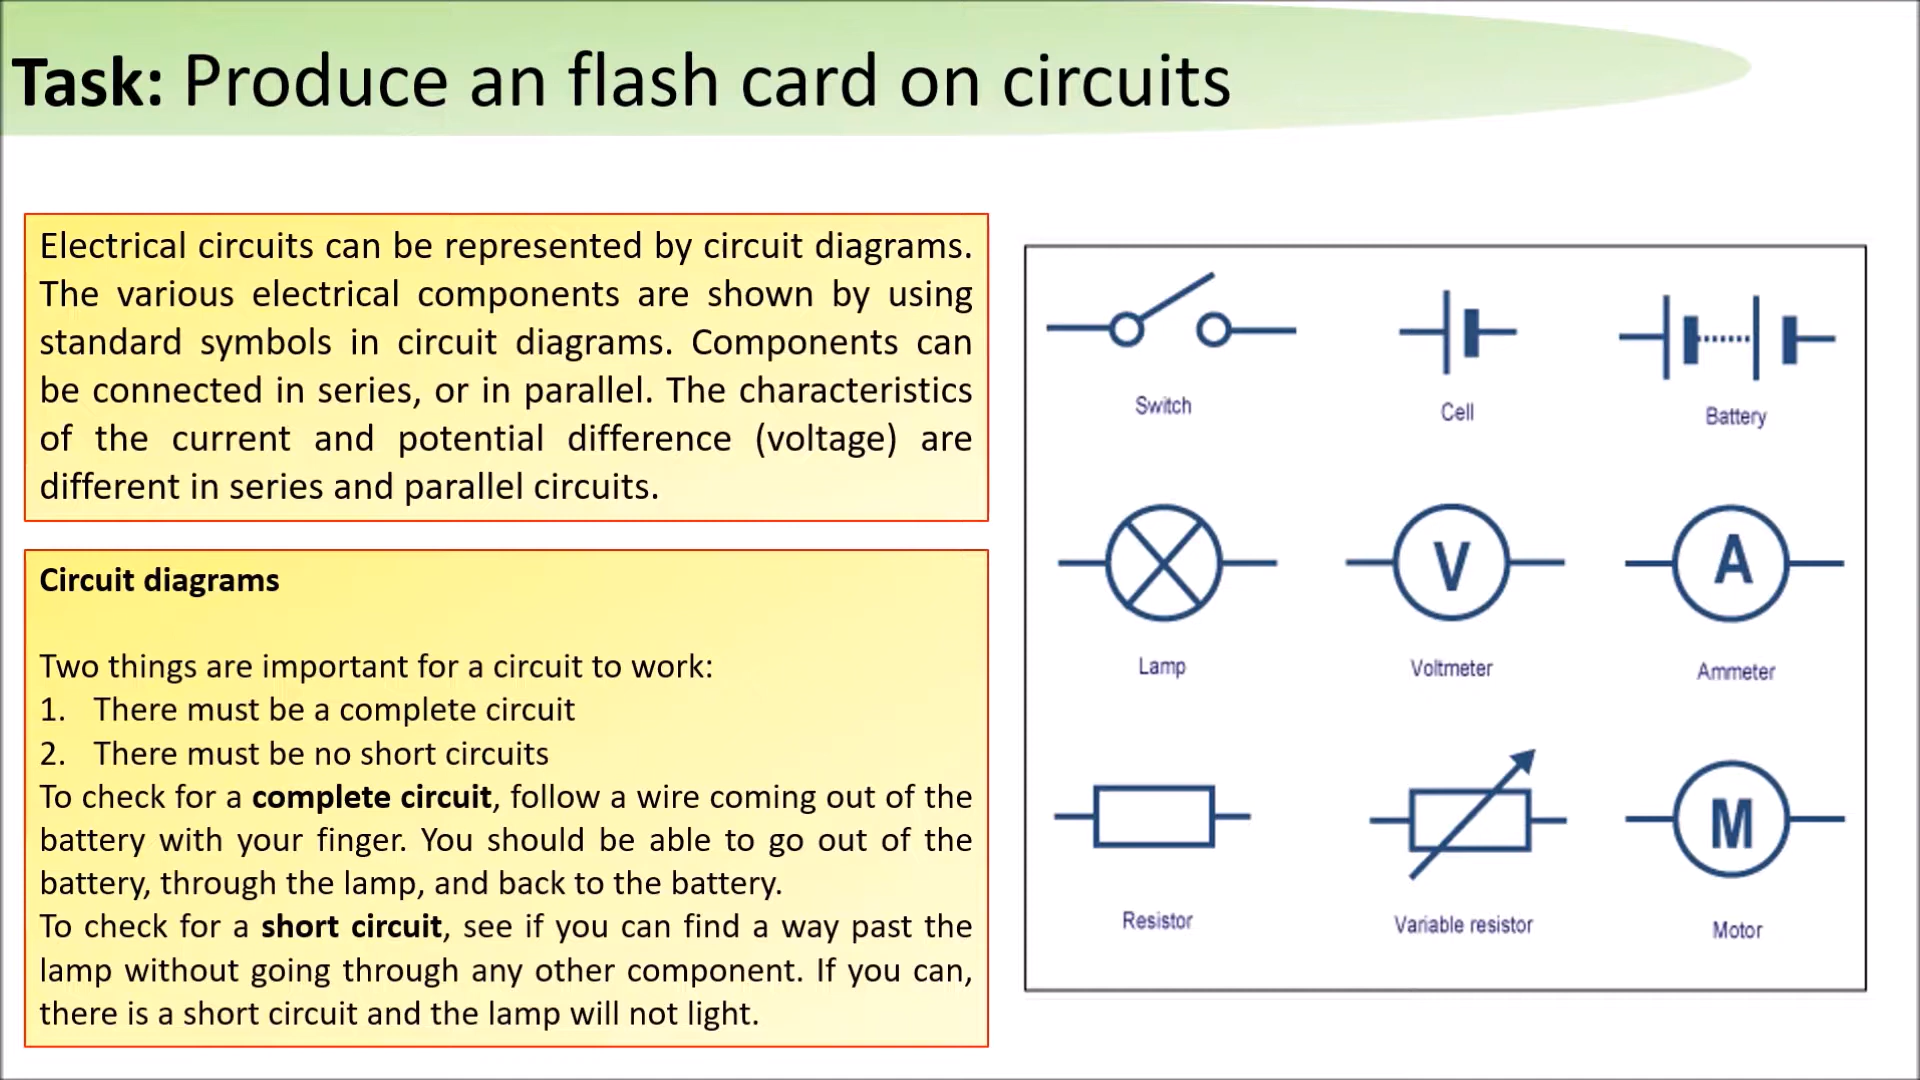 Task: Produce an flash card on circuits
Electrical circuits can be represented by circuit diagrams.
The various electrical components are shown by using
standard symbols in circuit diagrams. Components can
be connected in series, or in parallel. The characteristics
of the current and potential difference (voltage) are
different in series and parallel circuits.
Circuit diagrams
Two things are important for a circuit to work:
1. There must be a complete circuit
2. There must be no short circuits
To check for a complete circuit, follow a wire coming out of the
battery with your finger. You should be able to go out of the
battery, through the lamp, and back to the battery.
To check for a short circuit, see if you can find a way past the
lamp without going through any other component. If you can,
there is a short circuit and the lamp will not light.
Switch
Cell
Battery
V
A
Lamp
Voltmeter
Ammeter
M
Resistor
Variable resistor
Motor